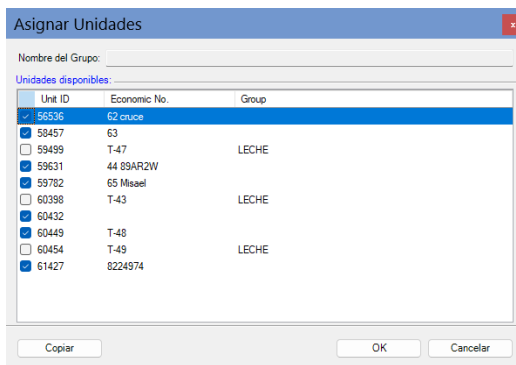 Asignar Unidades x
Nombre del Grupo:
Unidades disponibles:
Unit ID Economic No. Group
56536 62 cruce
58457 63
59499 T-47 LECHE
59631 44 89AR2W
59782 65 Misael
60398 T-43 LECHE
60432
60449 T-48
60454 T-49 LECHE
61427 8224974
Copiar OK Cancelar